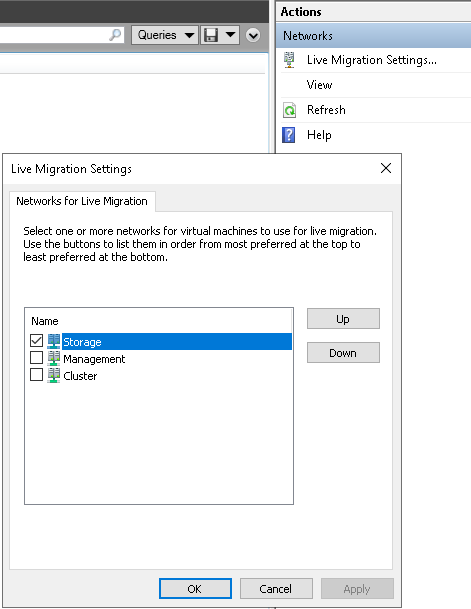 Queries
Actions
Networks
Live Migration Settings...
View
Refresh
Help
Live Migration Settings
Networks for Live Migration
Select one or more networks for virtual machines to use for live migration.
Use the buttons to list them in order from most preferred at the top to
least preferred at the bottom.
Name
Storage
Management
Cluster
Up
Down
OK
Cancel
Apply